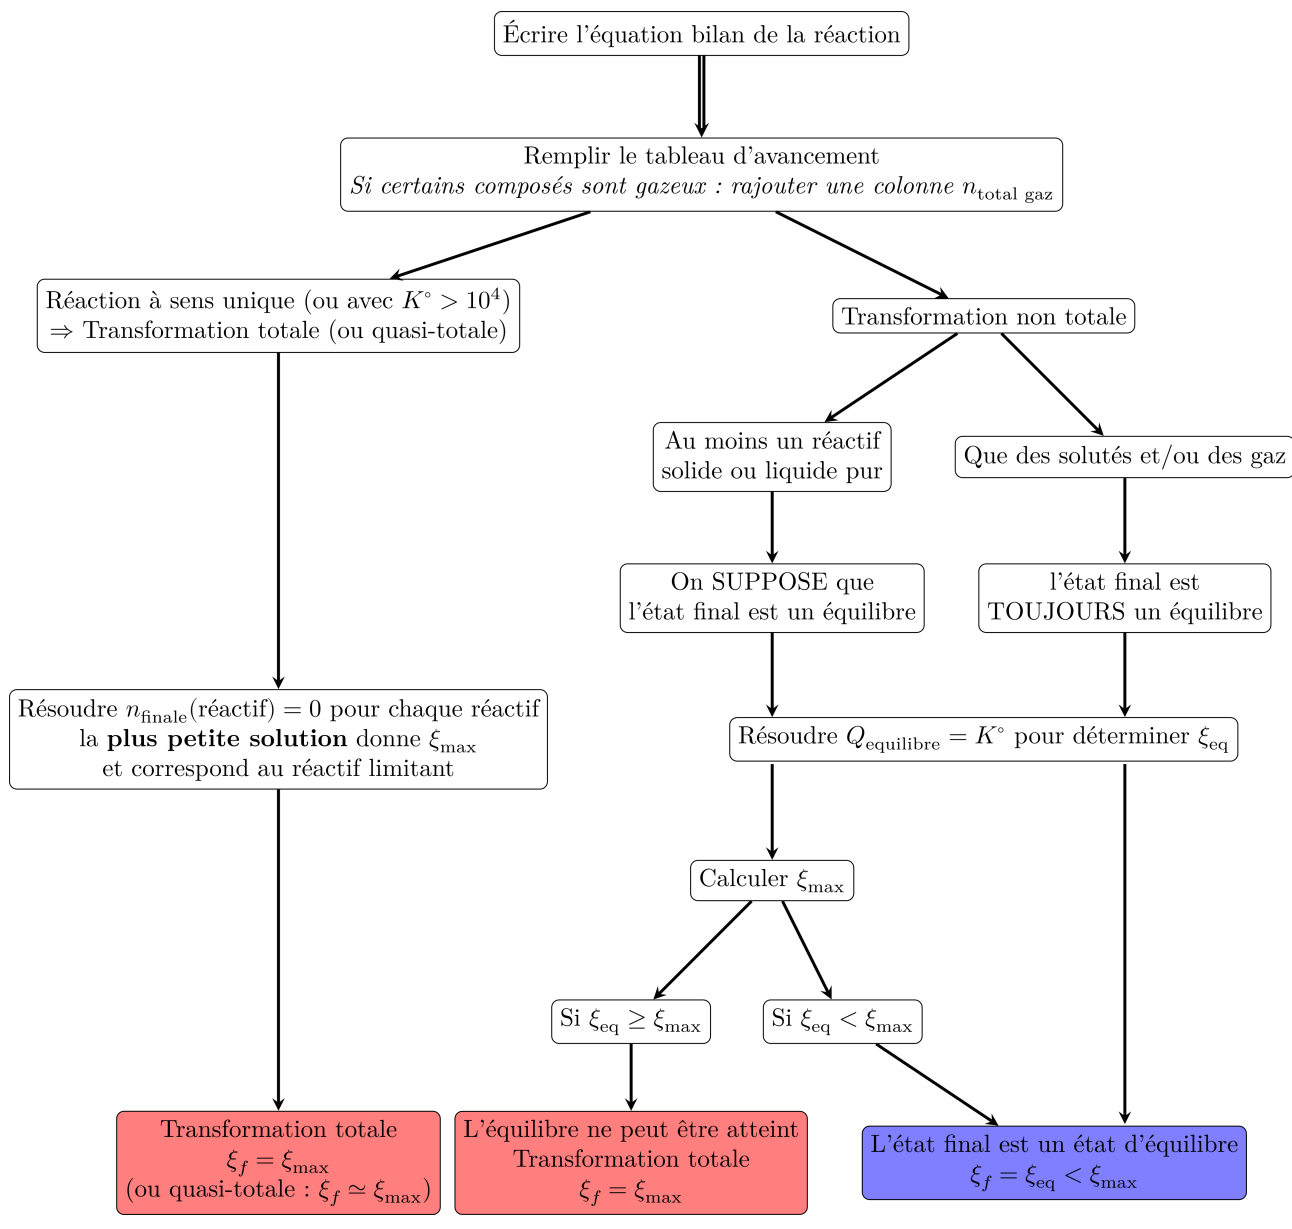 Écrire l'équation bilan de la réaction
Remplir le tableau d'avancement
Si certains composés sont gazeux : rajouter une colonne n_total gaz
Réaction à sens unique (ou avec K° > 10⁴)
⇒ Transformation totale (ou quasi-totale)
Transformation non totale
Au moins un réactif
solide ou liquide pur
Que des solutés et/ou des gaz
On SUPPOSE que
l'état final est un équilibre
l'état final est
TOUJOURS un équilibre
Résoudre n_finale(réactif) = 0 pour chaque réactif
la plus petite solution donne ξ_max
et correspond au réactif limitant
Résoudre Q_equilibre = K° pour déterminer ξ_eq
Calculer ξ_max
Si ξ_eq ≥ ξ_max
Si ξ_eq < ξ_max
Transformation totale
ξ_f = ξ_max
(ou quasi-totale : ξ_f ≃ ξ_max)
L'équilibre ne peut être atteint
Transformation totale
ξ_f = ξ_max
L'état final est un état d'équilibre
ξ_f = ξ_eq < ξ_max